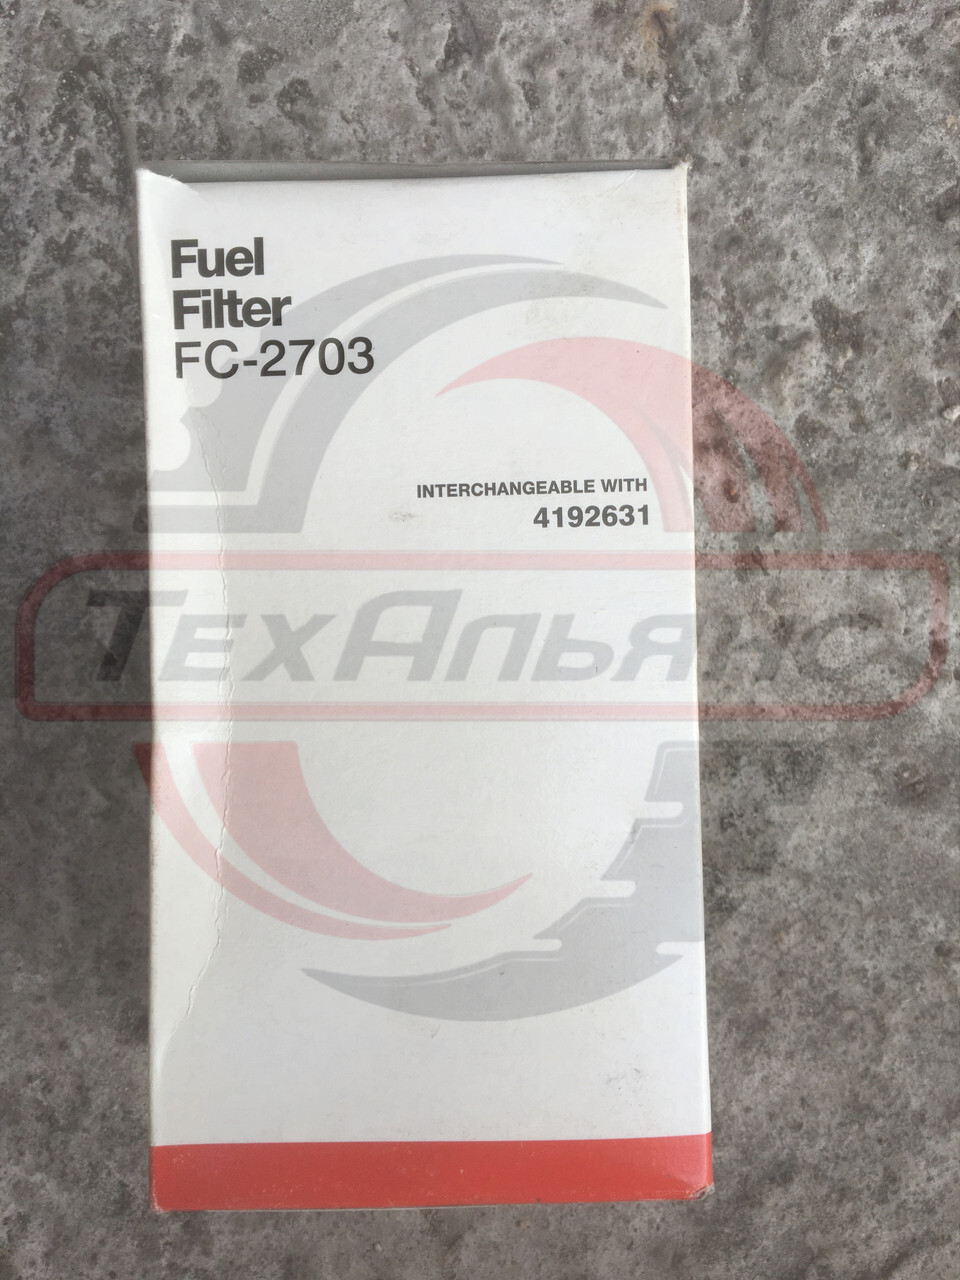 Fuel
Filter
FC-2703
INTERCHANGEABLE WITH
4192631
ТехАльянс